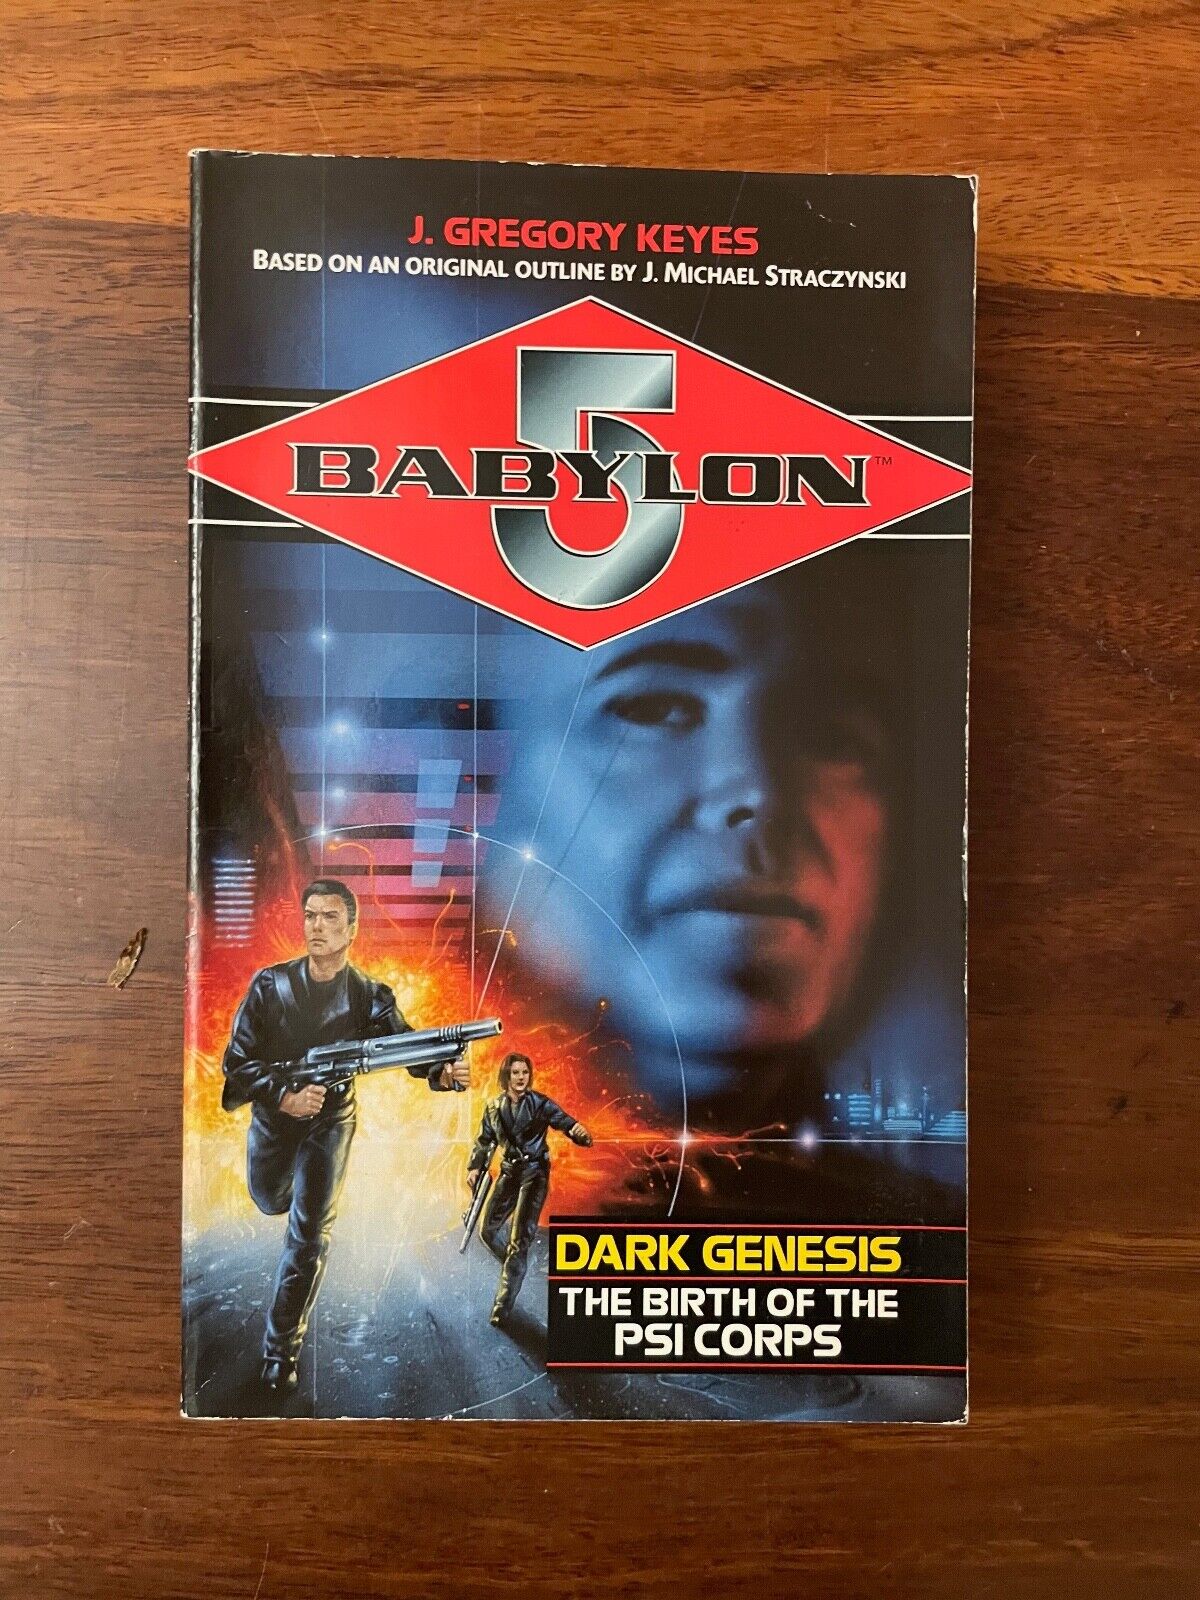 J. GREGORY KEYES
BASED ON AN ORIGINAL OUTLINE BY J. MICHAEL STRACZYNSKI
5
BABYLON™
DARK GENESIS
THE BIRTH OF THE
PSI CORPS